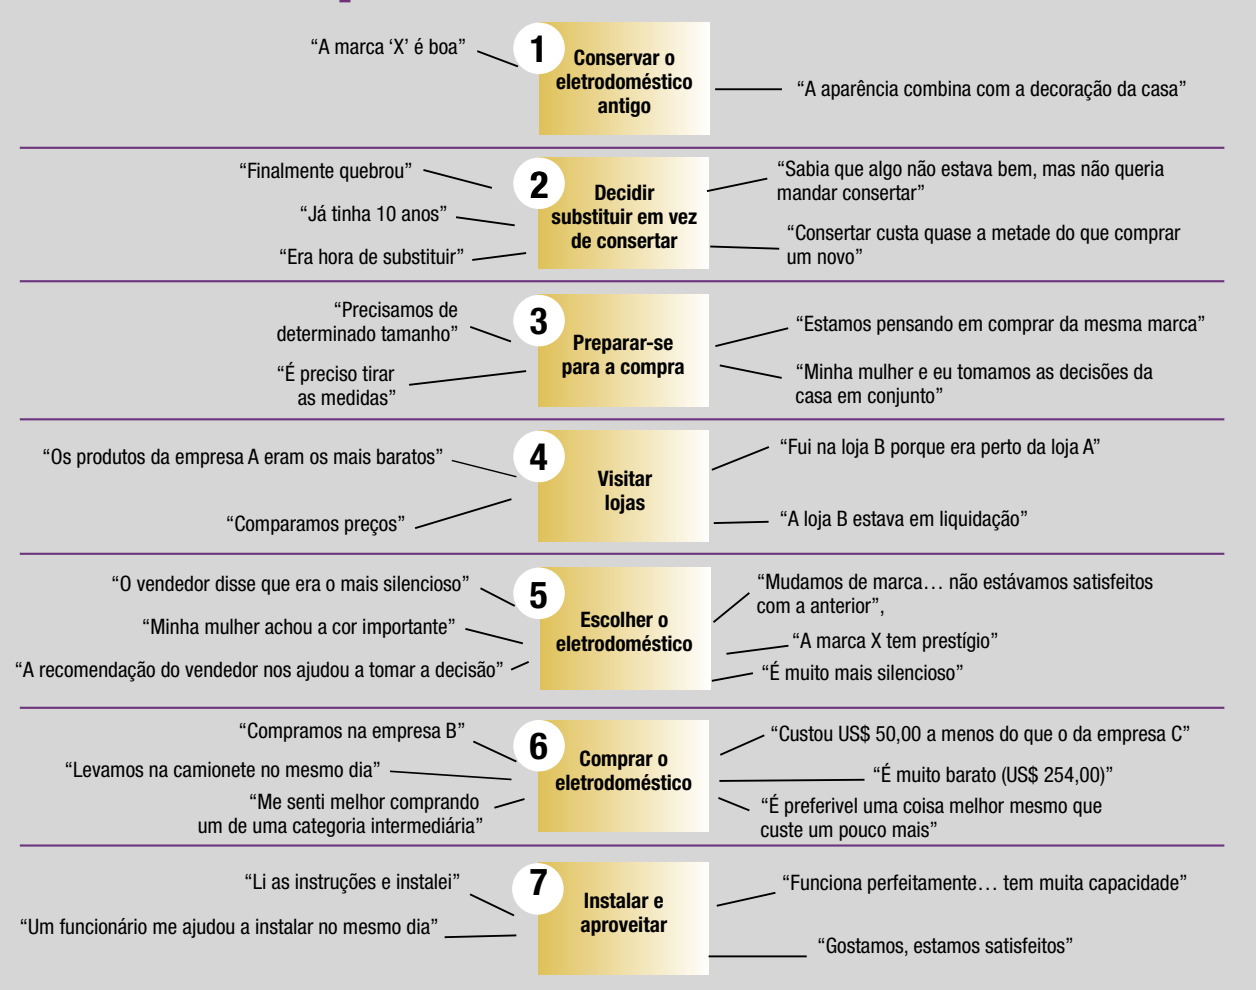 “A marca ‘X’ é boa”
1
Conservar o
eletrodoméstico
antigo
“A aparência combina com a decoração da casa”
“Finalmente quebrou”
“Já tinha 10 anos”
“Era hora de substituir”
2
Decidir
substituir em vez
de consertar
“Sabia que algo não estava bem, mas não queria
mandar consertar”
“Consertar custa quase a metade do que comprar
um novo”
“Precisamos de
determinado tamanho”
“É preciso tirar
as medidas”
3
Preparar-se
para a compra
“Estamos pensando em comprar da mesma marca”
“Minha mulher e eu tomamos as decisões da
casa em conjunto”
“Os produtos da empresa A eram os mais baratos”
“Comparamos preços”
4
Visitar
lojas
“Fui na loja B porque era perto da loja A”
“A loja B estava em liquidação”
“O vendedor disse que era o mais silencioso”
“Minha mulher achou a cor importante”
“A recomendação do vendedor nos ajudou a tomar a decisão”
5
Escolher o
eletrodoméstico
“Mudamos de marca… não estávamos satisfeitos
com a anterior”,
“A marca X tem prestígio”
“É muito mais silencioso”
“Compramos na empresa B”
“Levamos na camionete no mesmo dia”
“Me senti melhor comprando
um de uma categoria intermediária”
6
Comprar o
eletrodoméstico
“Custou US$ 50,00 a menos do que o da empresa C”
“É muito barato (US$ 254,00)”
“É preferivel uma coisa melhor mesmo que
custe um pouco mais”
“Li as instruções e instalei”
“Um funcionário me ajudou a instalar no mesmo dia”
7
Instalar e
aproveitar
“Funciona perfeitamente… tem muita capacidade”
“Gostamos, estamos satisfeitos”